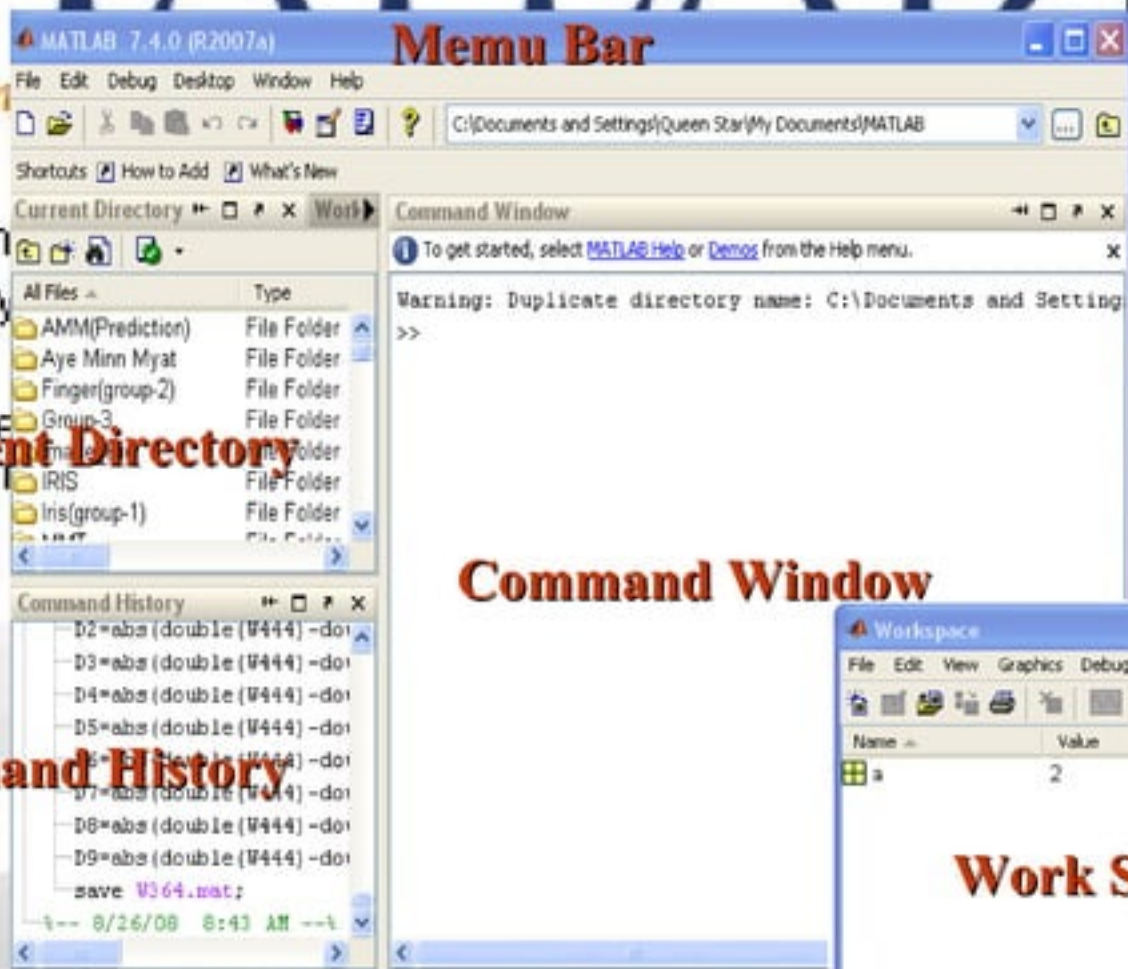 MATLAB 7.4.0 (R2007a)
Memu Bar
File Edit Debug Desktop Window Help
C:\Documents and Settings\Queen Star\My Documents\MATLAB
Shortcuts How to Add What's New
Current Directory Work
All Files Type
AMM(Prediction) File Folder
Aye Minn Myat File Folder
Finger(group-2) File Folder
Group-3 File Folder
nt Directory
IRIS File Folder
Iris(group-1) File Folder
Command Window
To get started, select MATLAB Help or Demos from the Help menu.
Warning: Duplicate directory name: C:\Documents and Setting
>>
Command Window
Command History
D2=abs(double(W444)-do
D3=abs(double(W444)-do
D4=abs(double(W444)-do
D5=abs(double(W444)-do
and History
D7=abs(double(W444)-do
D8=abs(double(W444)-do
D9=abs(double(W444)-do
save W364.mat;
%-- 8/26/08 8:43 AM --%
Workspace
File Edit View Graphics Debug
Name Value
a 2
Work S